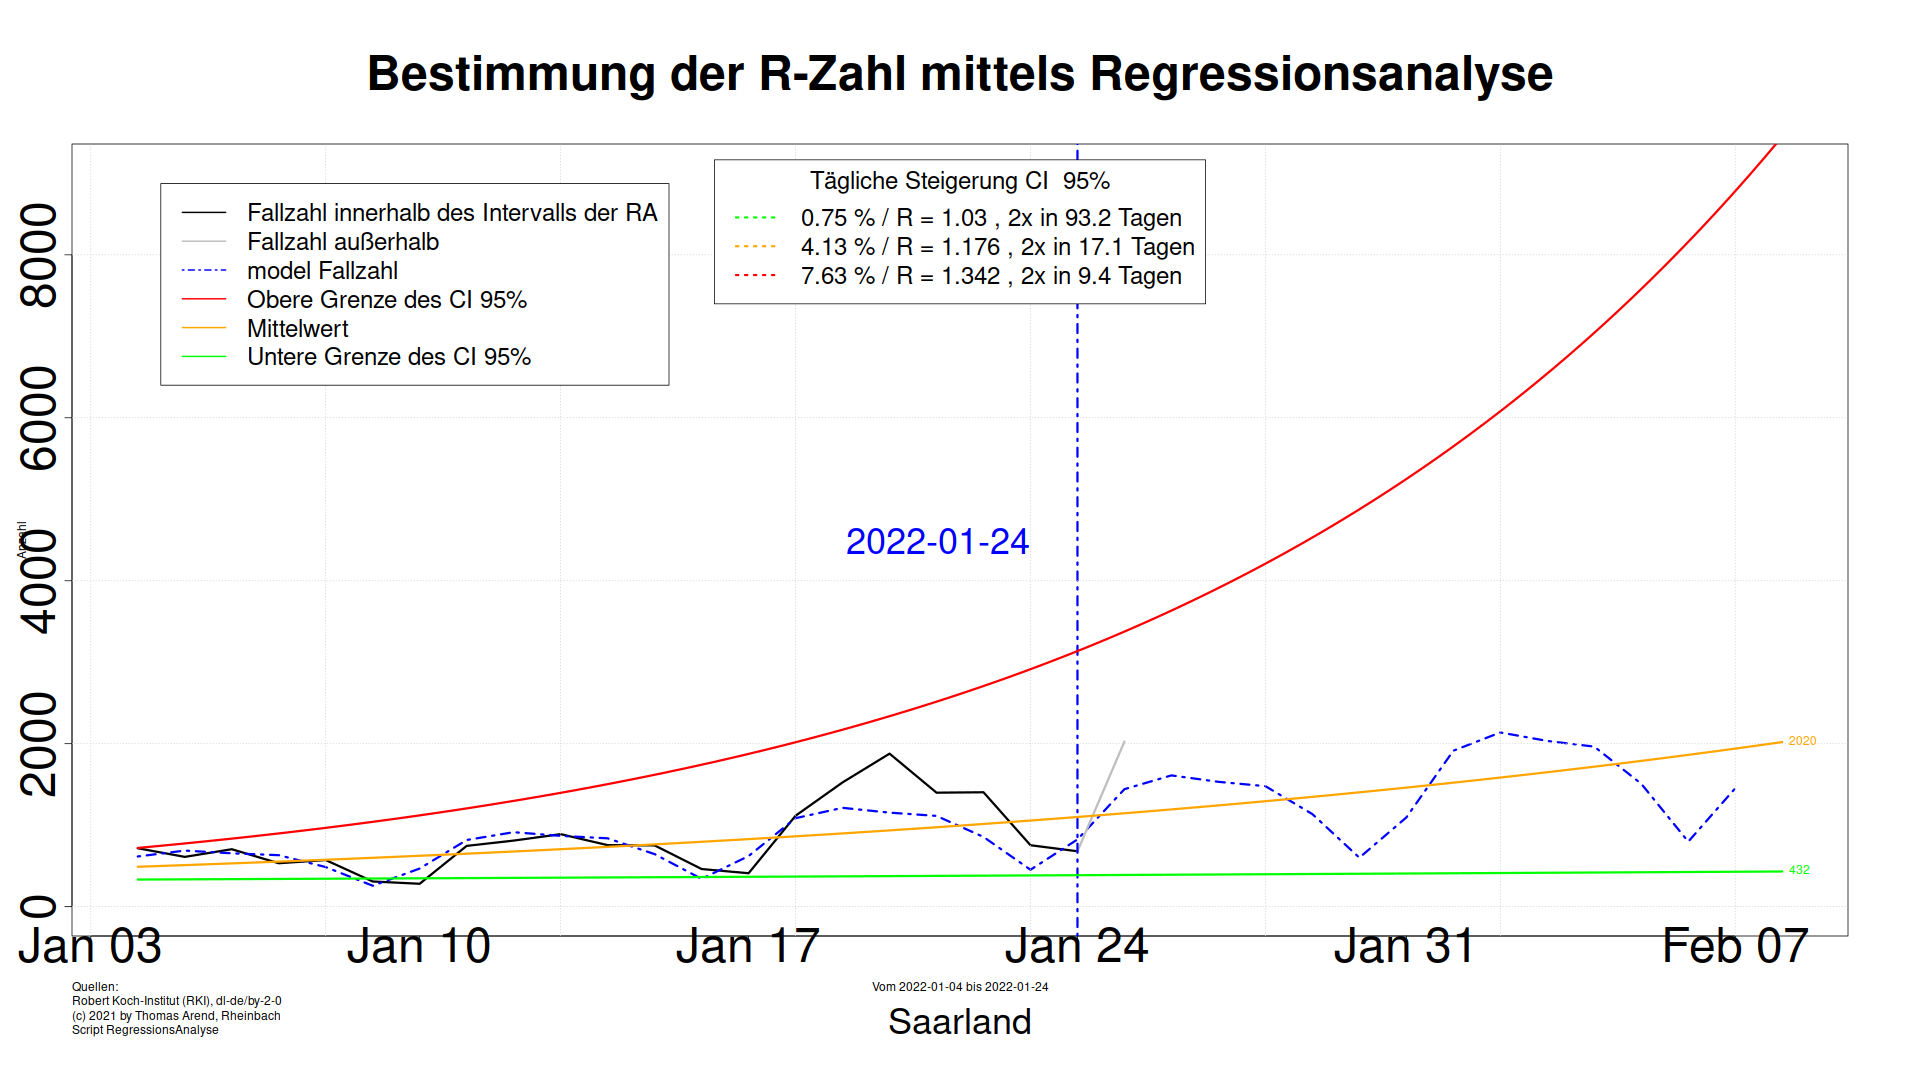 Bestimmung der R-Zahl mittels Regressionsanalyse
Fallzahl innerhalb des Intervalls der RA
Fallzahl außerhalb
model Fallzahl
Obere Grenze des CI 95%
Mittelwert
Untere Grenze des CI 95%
Tägliche Steigerung CI  95%
0.75 % / R = 1.03 , 2x in 93.2 Tagen
4.13 % / R = 1.176 , 2x in 17.1 Tagen
7.63 % / R = 1.342 , 2x in 9.4 Tagen
8000
6000
4000
2000
0
Anzahl
2022-01-24
2020
432
Jan 03
Jan 10
Jan 17
Jan 24
Jan 31
Feb 07
Quellen:
Robert Koch-Institut (RKI), dl-de/by-2-0
(c) 2021 by Thomas Arend, Rheinbach
Script RegressionsAnalyse
Vom 2022-01-04 bis 2022-01-24
Saarland